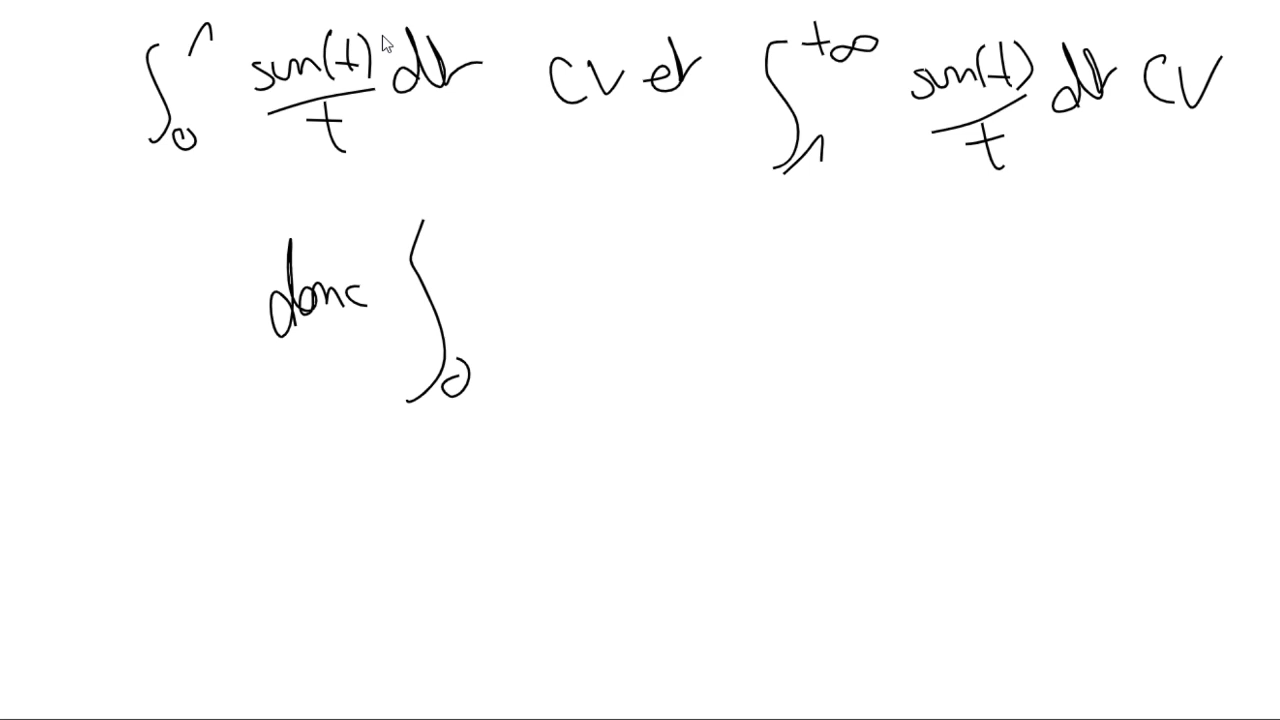 ∫₀¹ sin(t)/t dt CV et ∫₁^{+∞} sin(t)/t dt CV
donc ∫₀